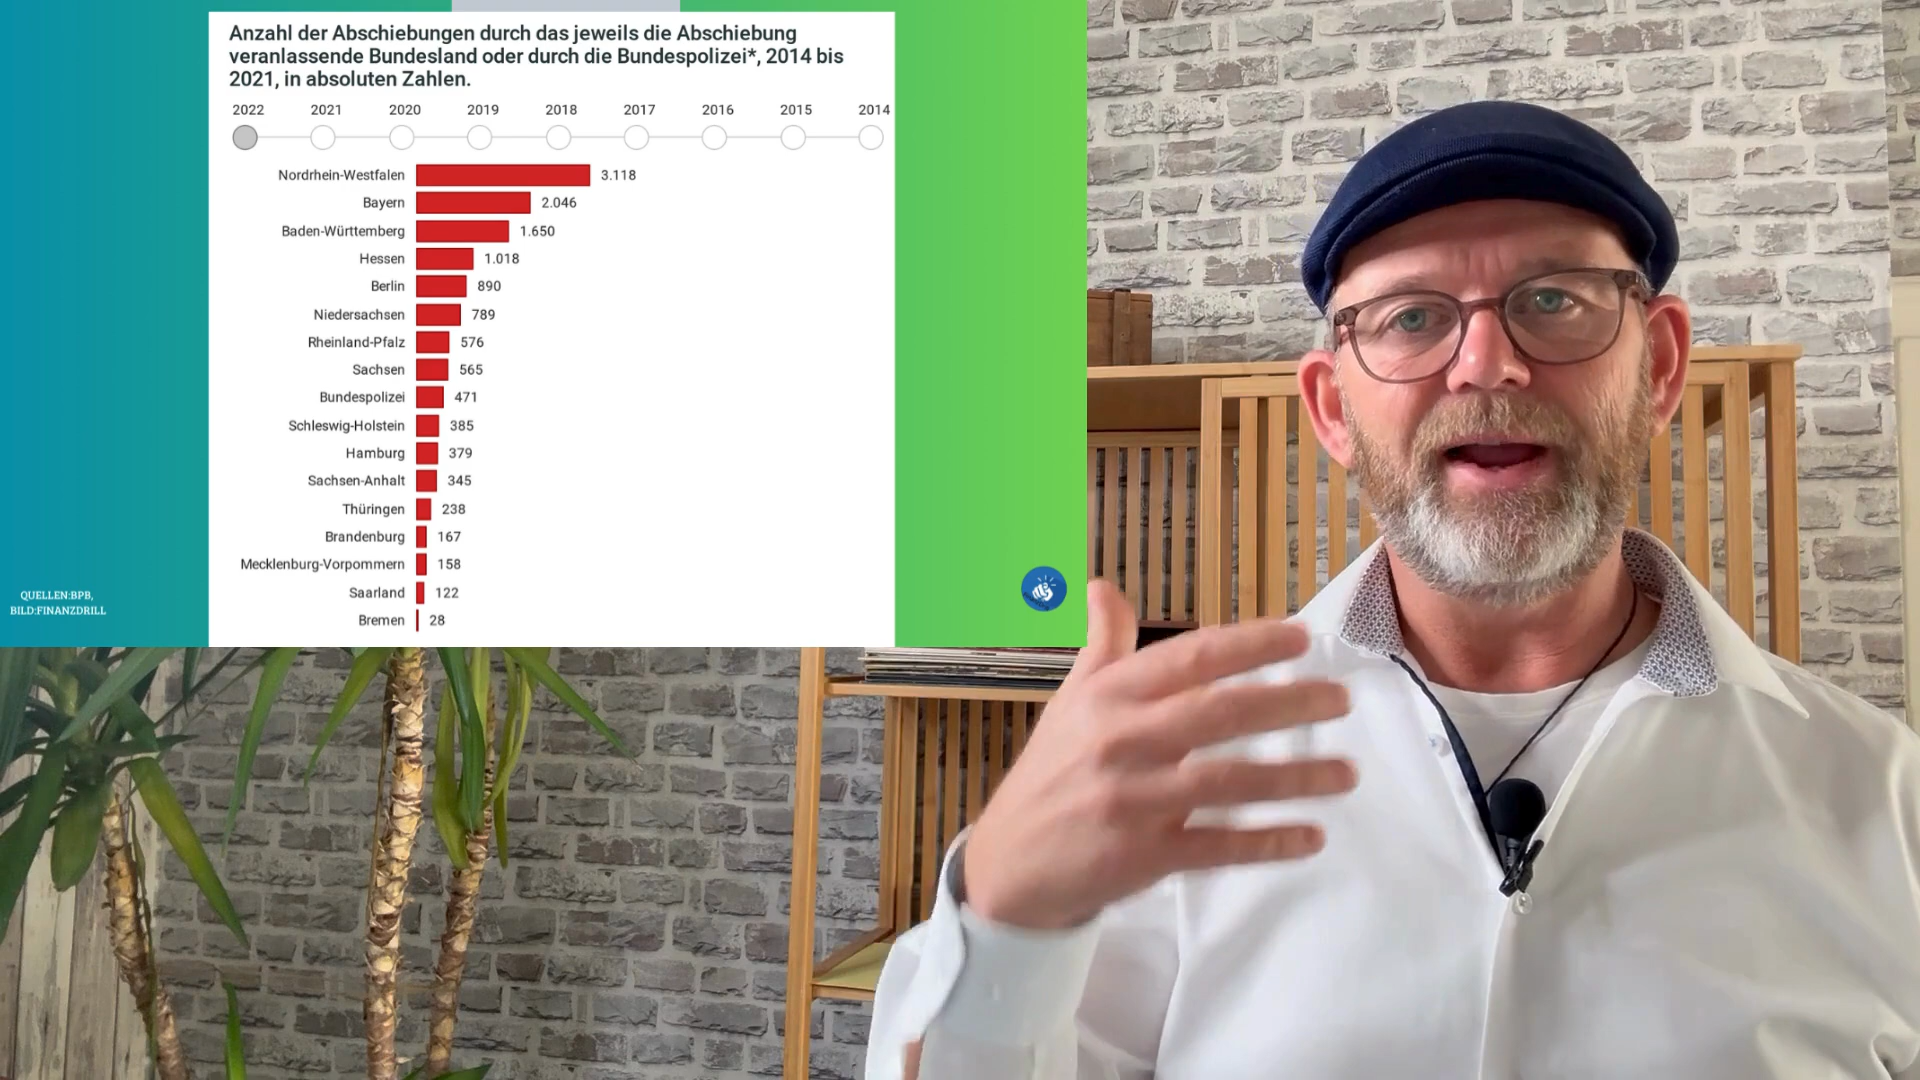 Anzahl der Abschiebungen durch das jeweils die Abschiebung
veranlassende Bundesland oder durch die Bundespolizei*, 2014 bis
2021, in absoluten Zahlen.
2022 2021 2020 2019 2018 2017 2016 2015 2014
Nordrhein-Westfalen 3.118
Bayern 2.046
Baden-Württemberg 1.650
Hessen 1.018
Berlin 890
Niedersachsen 789
Rheinland-Pfalz 576
Sachsen 565
Bundespolizei 471
Schleswig-Holstein 385
Hamburg 379
Sachsen-Anhalt 345
Thüringen 238
Brandenburg 167
Mecklenburg-Vorpommern 158
Saarland 122
Bremen 28
QUELLEN:BPB,
BILD:FINANZDRILL